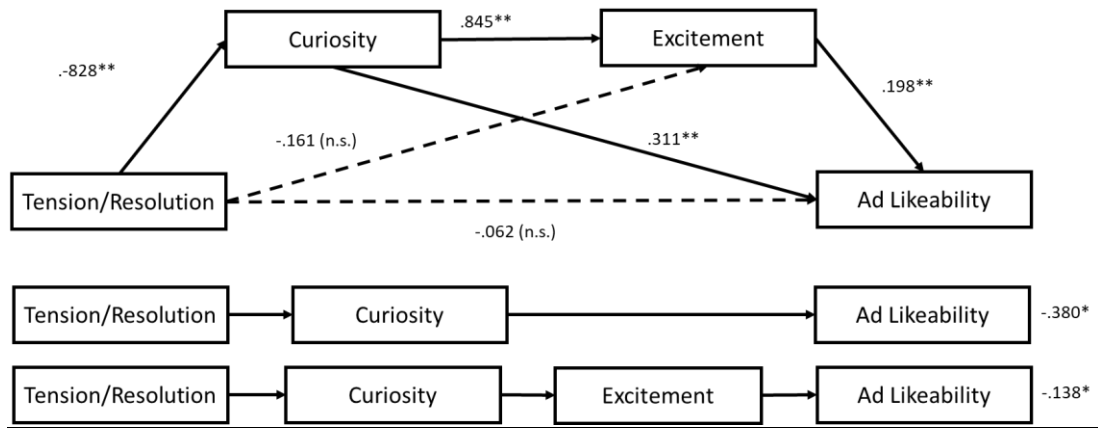 Curiosity
.845**
Excitement
.-828**
.198**
-.161 (n.s.)
.311**
Tension/Resolution
Ad Likeability
-.062 (n.s.)
Tension/Resolution
Curiosity
Ad Likeability
-.380*
Tension/Resolution
Curiosity
Excitement
Ad Likeability
-.138*